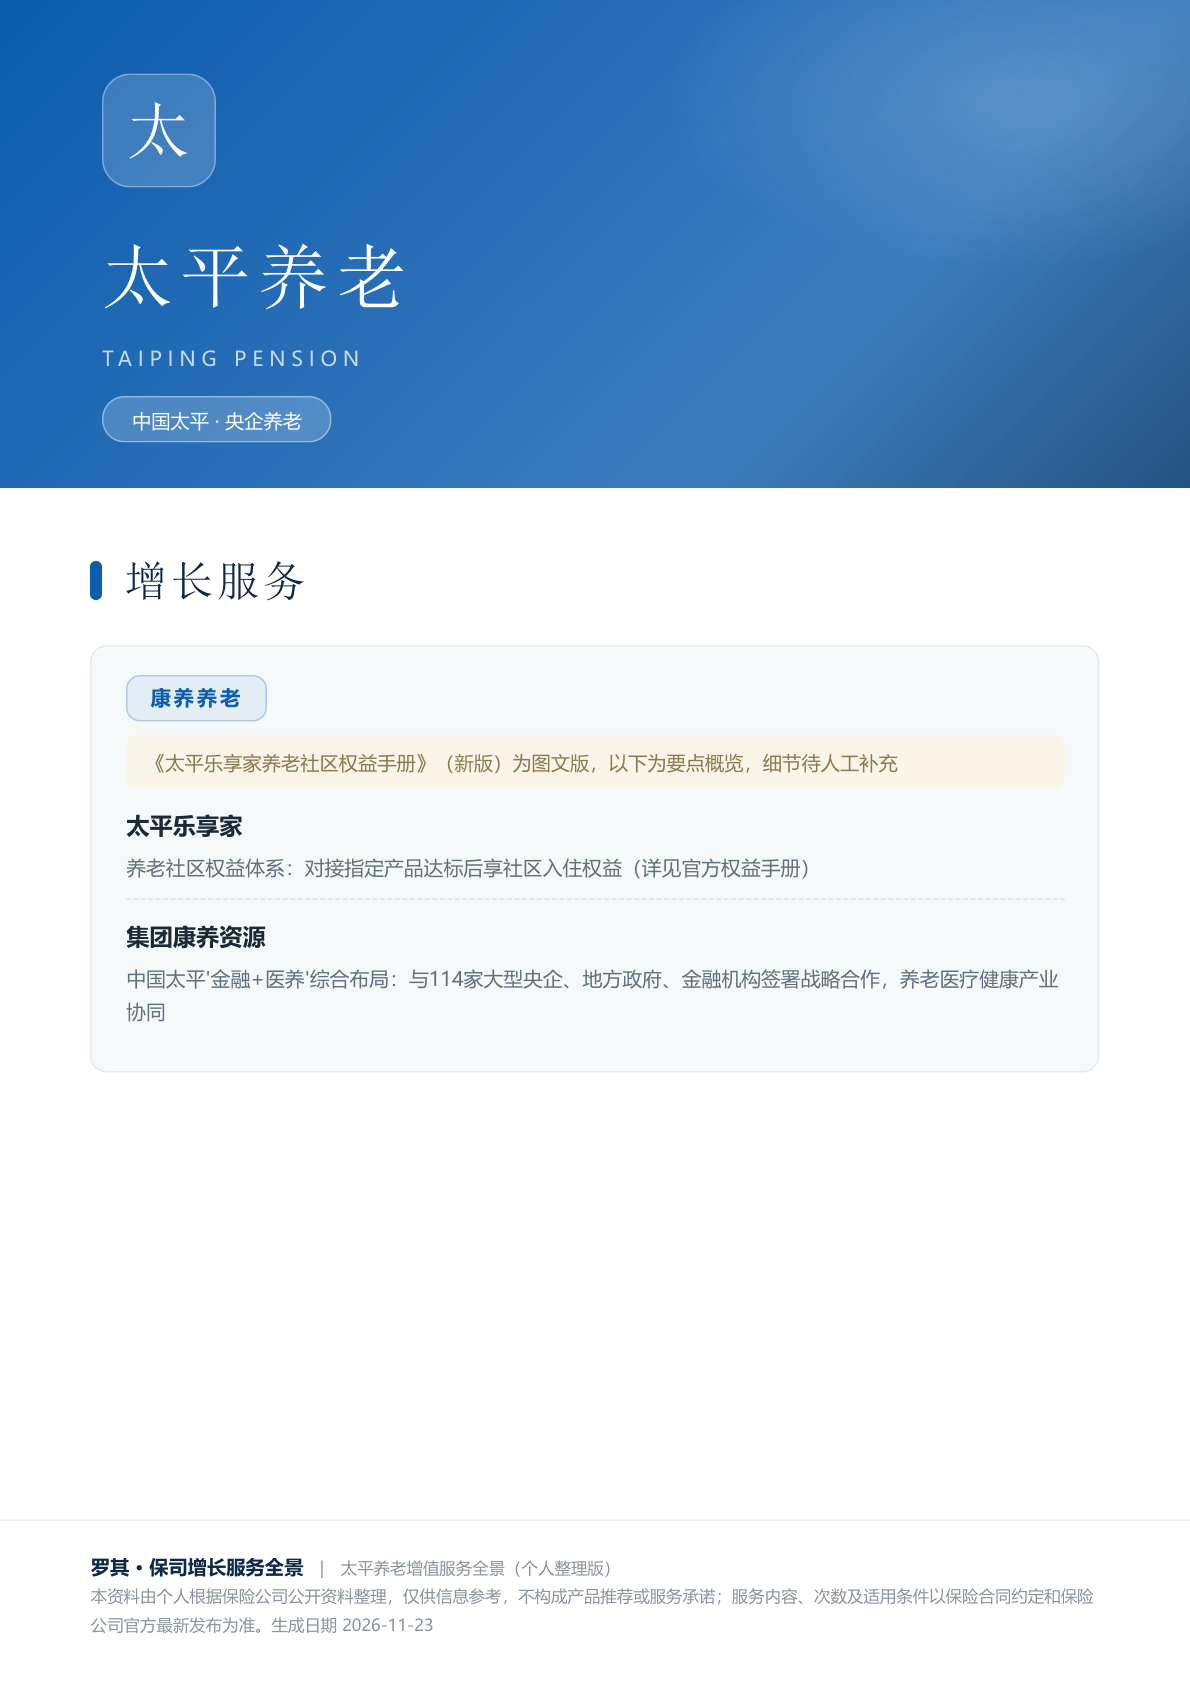 太
太平养老
TAIPING PENSION
中国太平 · 央企养老
增长服务
康养养老
《太平乐享家养老社区权益手册》（新版）为图文版，以下为要点概览，细节待人工补充
太平乐享家
养老社区权益体系：对接指定产品达标后享社区入住权益（详见官方权益手册）
集团康养资源
中国太平'金融+医养'综合布局：与114家大型央企、地方政府、金融机构签署战略合作，养老医疗健康产业
协同
罗其 • 保司增长服务全景 | 太平养老增值服务全景（个人整理版）
本资料由个人根据保险公司公开资料整理，仅供信息参考，不构成产品推荐或服务承诺；服务内容、次数及适用条件以保险合同约定和保险
公司官方最新发布为准。生成日期 2026-11-23